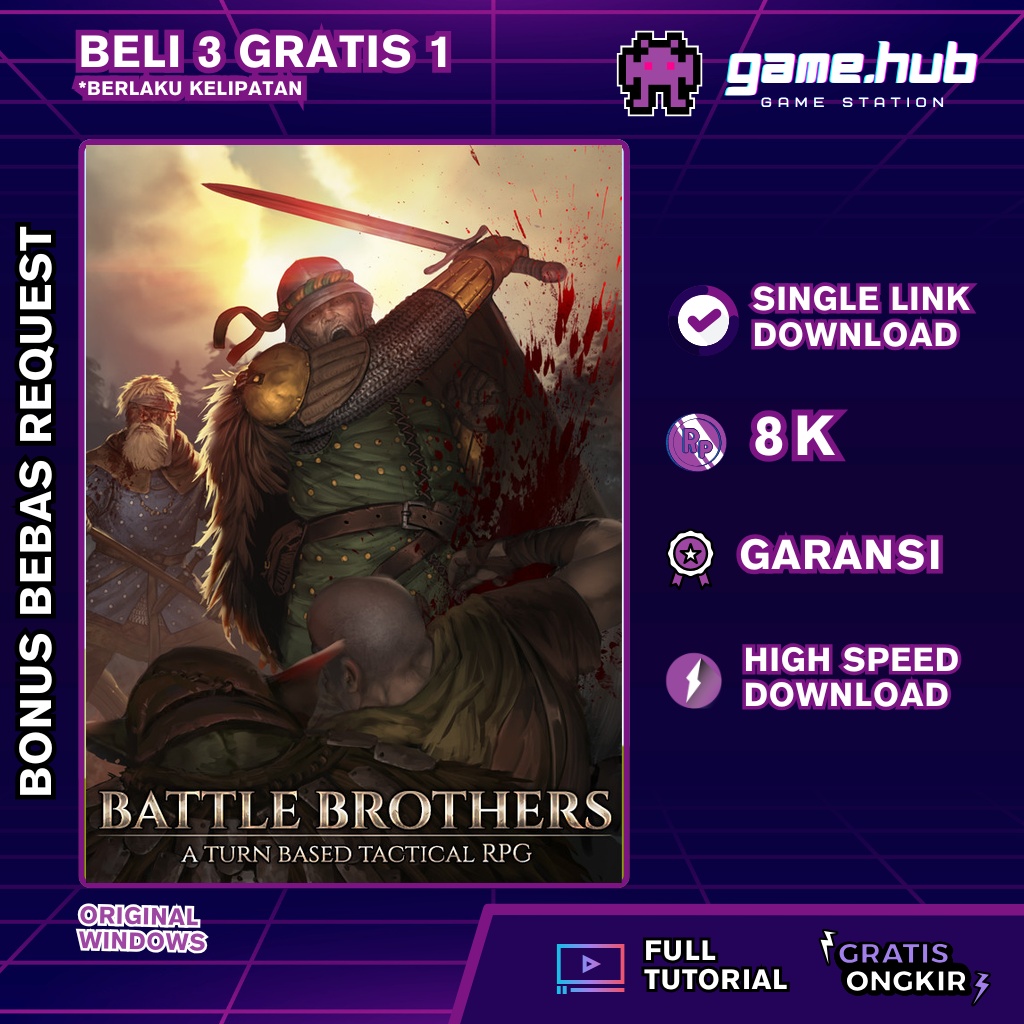 BELI 3 GRATIS 1
*BERLAKU KELIPATAN
game.hub
GAME STATION
BONUS BEBAS REQUEST
SINGLE LINK
DOWNLOAD
Rp
8K
GARANSI
HIGH SPEED
DOWNLOAD
BATTLE BROTHERS
A TURN BASED TACTICAL RPG
ORIGINAL
WINDOWS
FULL
TUTORIAL
GRATIS
ONGKIR